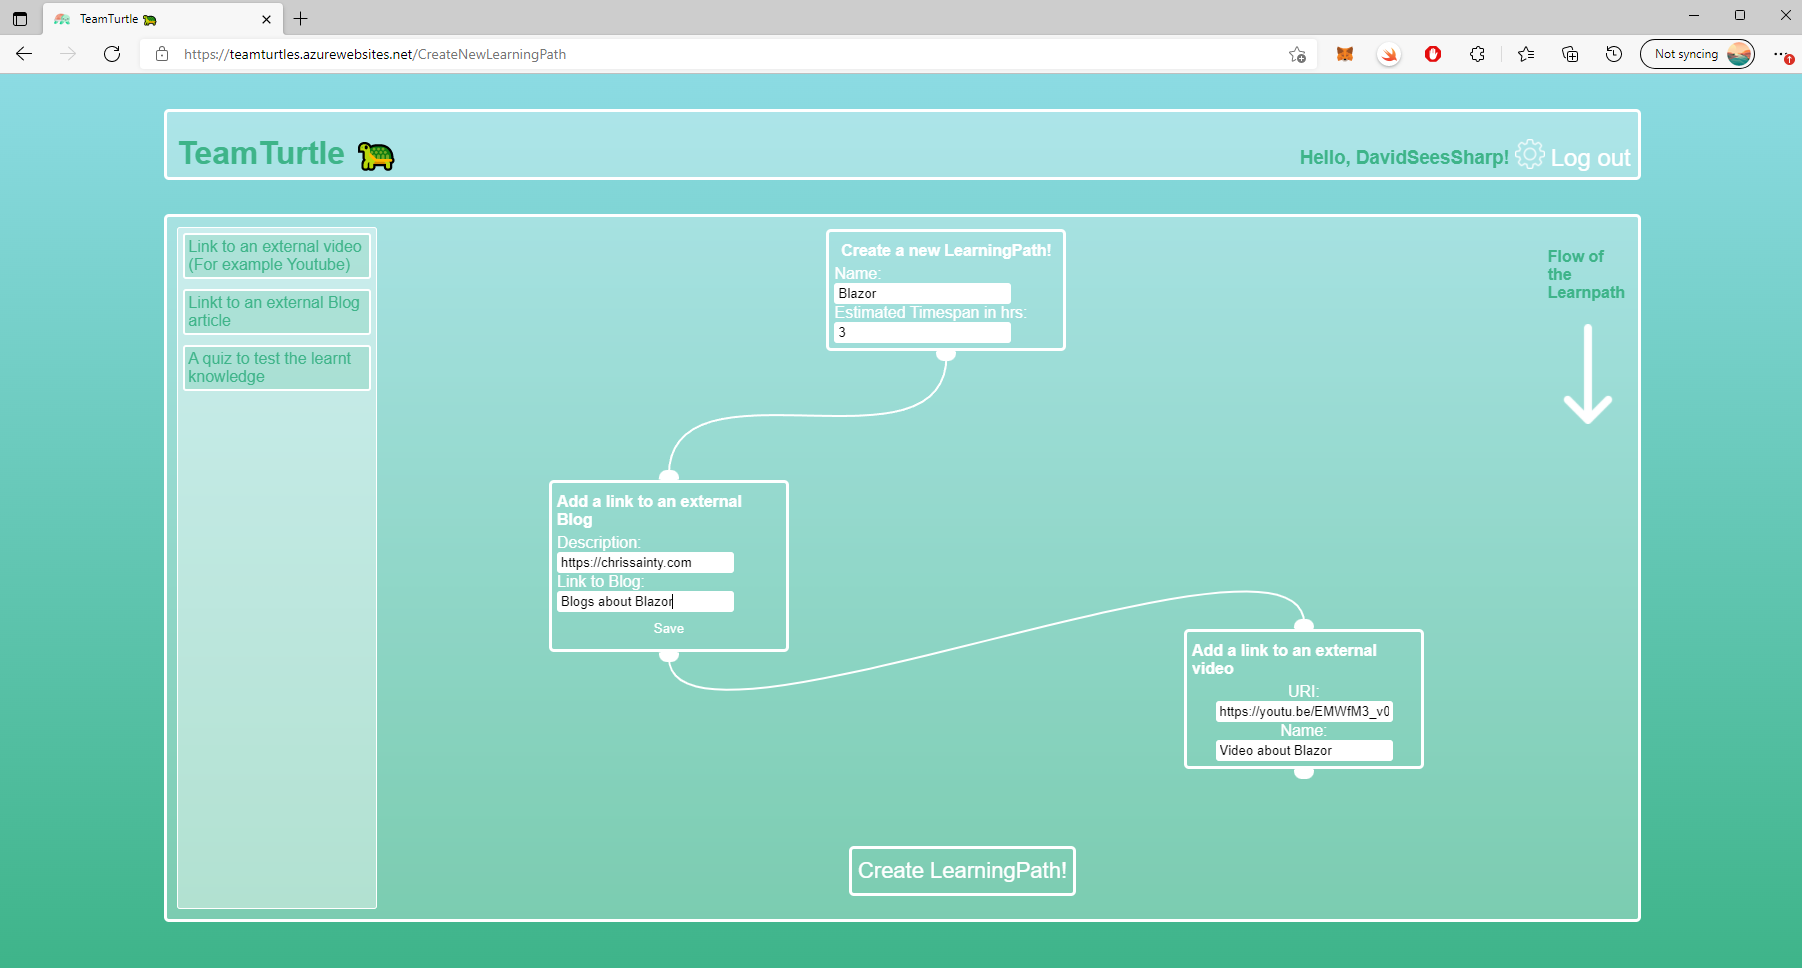 TeamTurtle
https://teamturtles.azurewebsites.net/CreateNewLearningPath
Not syncing
TeamTurtle
Hello, DavidSeesSharp!
Log out
Link to an external video
(For example Youtube)
Linkt to an external Blog
article
A quiz to test the learnt
knowledge
Create a new LearningPath!
Name:
Blazor
Estimated Timespan in hrs:
3
Flow of
the
Learnpath
Add a link to an external
Blog
Description:
https://chrissainty.com
Link to Blog:
Blogs about Blazor
Save
Add a link to an external
video
URI:
https://youtu.be/EMWfM3_v0
Name:
Video about Blazor
Create LearningPath!